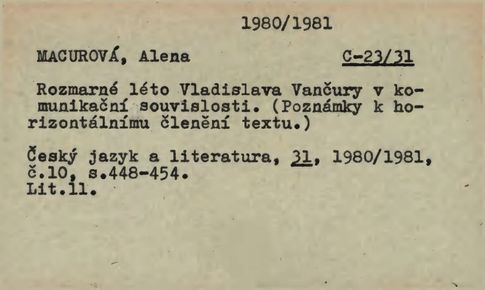 1980/1981
MACUROVÁ, Alena C-23/31
Rozmarné léto Vladislava Vančury v ko-
munikační souvislosti. (Poznámky k ho-
rizontálnímu členění textu.)
Český jazyk a literatura, 31, 1980/1981,
č.10, s.448-454.
Lit.11.